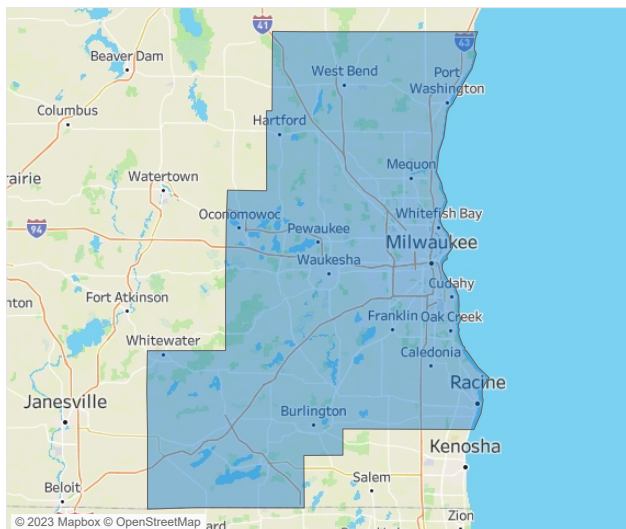 41
43
Beaver Dam
West Bend
Port
Washington
Columbus
Hartford
Mequon
rairie
Watertown
Oconomowoc
Whitefish Bay
94
Pewaukee
Milwaukee
Waukesha
Cudahy
nton
Fort Atkinson
Franklin
Oak Creek
Whitewater
Caledonia
Racine
Janesville
Burlington
Kenosha
Salem
Beloit
Zion
© 2023 Mapbox © OpenStreetMap
ard